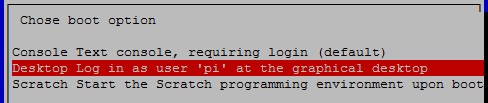 Chose boot option
Console Text console, requiring login (default)
Desktop Log in as user 'pi' at the graphical desktop
Scratch Start the Scratch programming environment upon boot